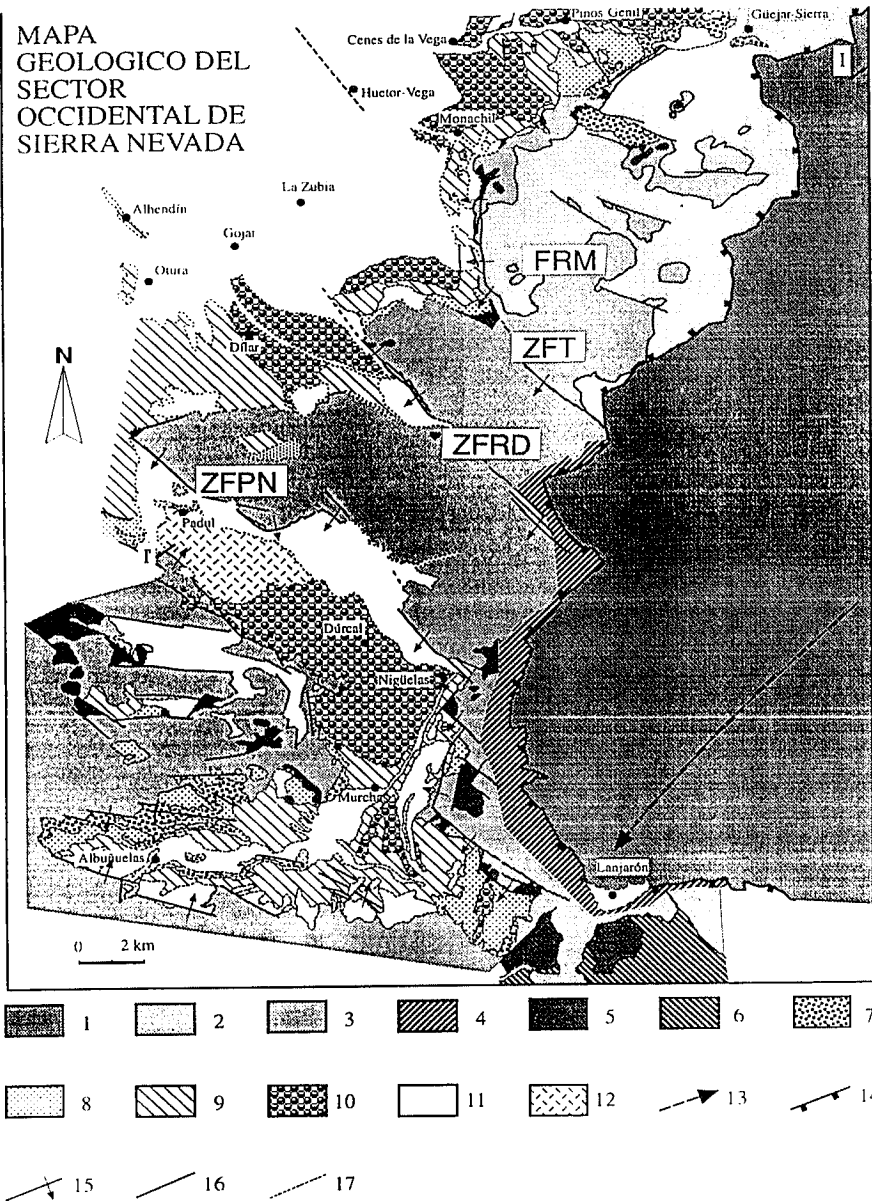 MAPA
GEOLOGICO DEL
SECTOR
OCCIDENTAL DE
SIERRA NEVADA
Pinos Genil
Güejar-Sierra
Cenes de la Vega
I
Huetor-Vega
Monachil
La Zubia
Alhendín
Gojar
Otura
FRM
Dílar
ZFT
N
ZFRD
ZFPN
Padul
I'
Dúrcal
Nigüelas
Murchas
Albuñuelas
Lanjarón
0 2 km
1 2 3 4 5 6 7
8 9 10 11 12 13 14
15 16 17